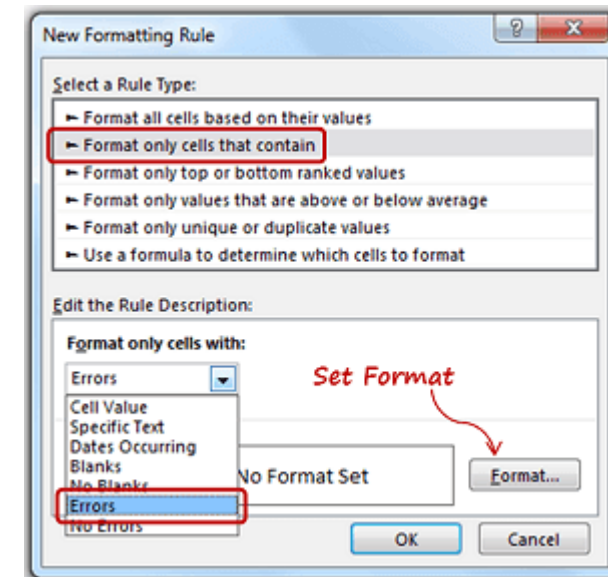 New Formatting Rule
Select a Rule Type:
► Format all cells based on their values
► Format only cells that contain
► Format only top or bottom ranked values
► Format only values that are above or below average
► Format only unique or duplicate values
► Use a formula to determine which cells to format
Edit the Rule Description:
Format only cells with:
Errors
Set Format
Cell Value
Specific Text
Dates Occurring
Blanks
No Blanks
Errors
No Errors
No Format Set
Format...
OK
Cancel